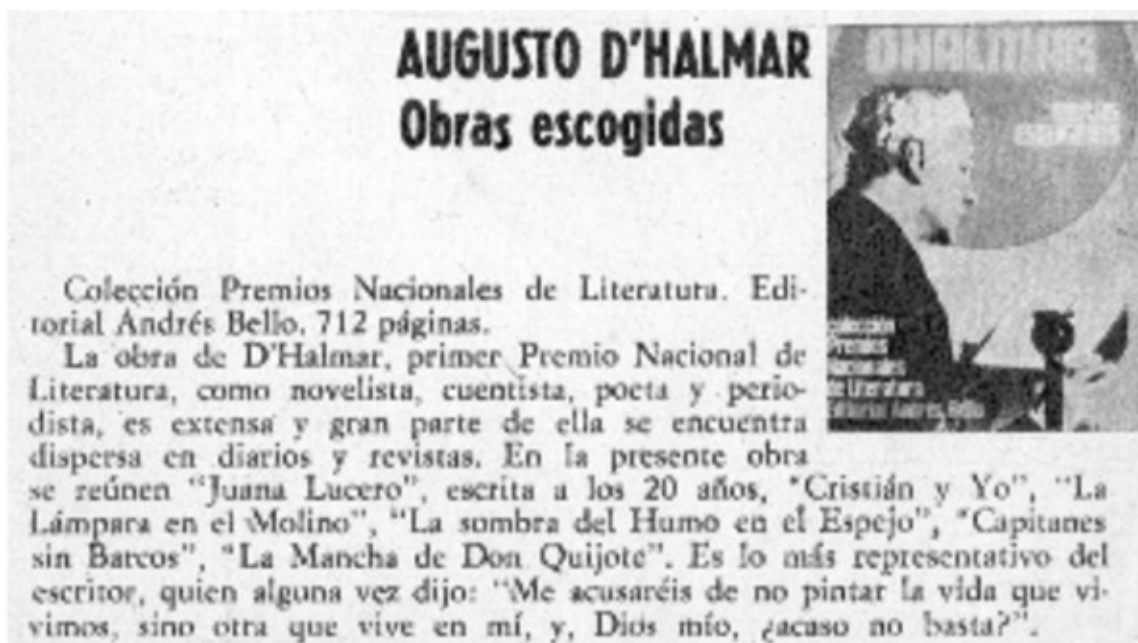 AUGUSTO D'HALMAR
Obras escogidas
DHALMAR
de Literatura
Editorial Andrés Bello
Colección Premios Nacionales de Literatura. Edi-
torial Andrés Bello. 712 páginas.
La obra de D'Halmar, primer Premio Nacional de
Literatura, como novelista, cuentista, poeta y perio-
dista, es extensa y gran parte de ella se encuentra
dispersa en diarios y revistas. En la presente obra
se reúnen "Juana Lucero", escrita a los 20 años, "Cristián y Yo", "La
Lámpara en el Molino", "La sombra del Humo en el Espejo", "Capitanes
sin Barcos", "La Mancha de Don Quijote". Es lo más representativo del
escritor, quien alguna vez dijo: "Me acusaréis de no pintar la vida que vi-
vimos, sino otra que vive en mí, y, Dios mío, ¿acaso no basta?".